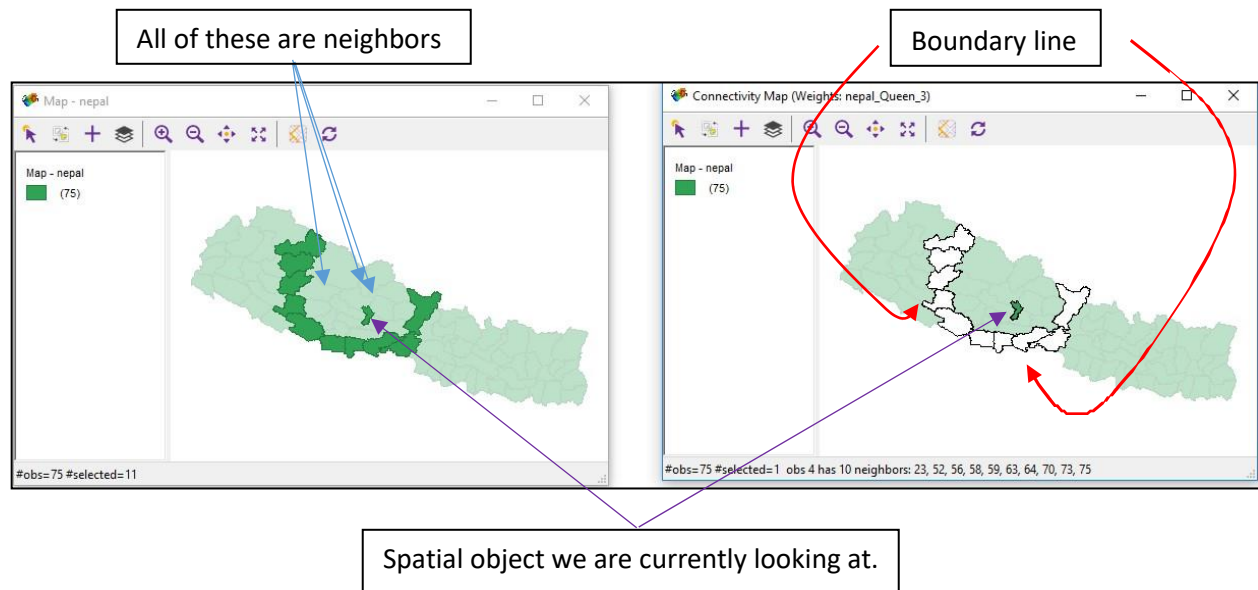 All of these are neighbors
Boundary line
Map - nepal
Map - nepal
(75)
#obs=75 #selected=11
Connectivity Map (Weights: nepal_Queen_3)
Map - nepal
(75)
#obs=75 #selected=1 obs 4 has 10 neighbors: 23, 52, 56, 58, 59, 63, 64, 70, 73, 75
Spatial object we are currently looking at.